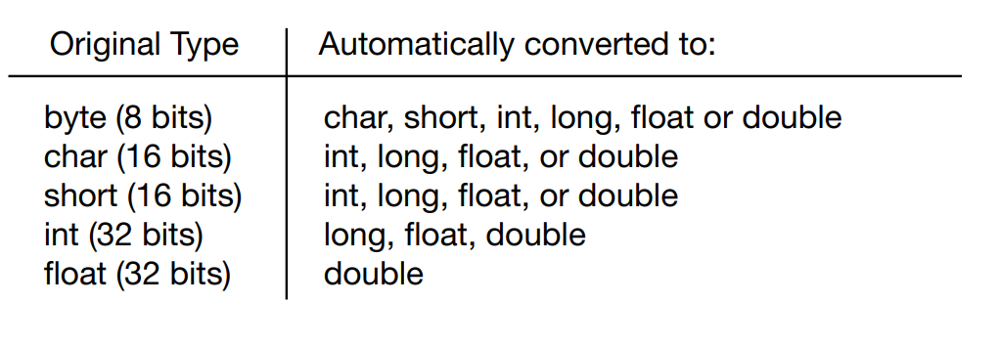 Original Type Automatically converted to:
byte (8 bits) char, short, int, long, float or double
char (16 bits) int, long, float, or double
short (16 bits) int, long, float, or double
int (32 bits) long, float, double
float (32 bits) double